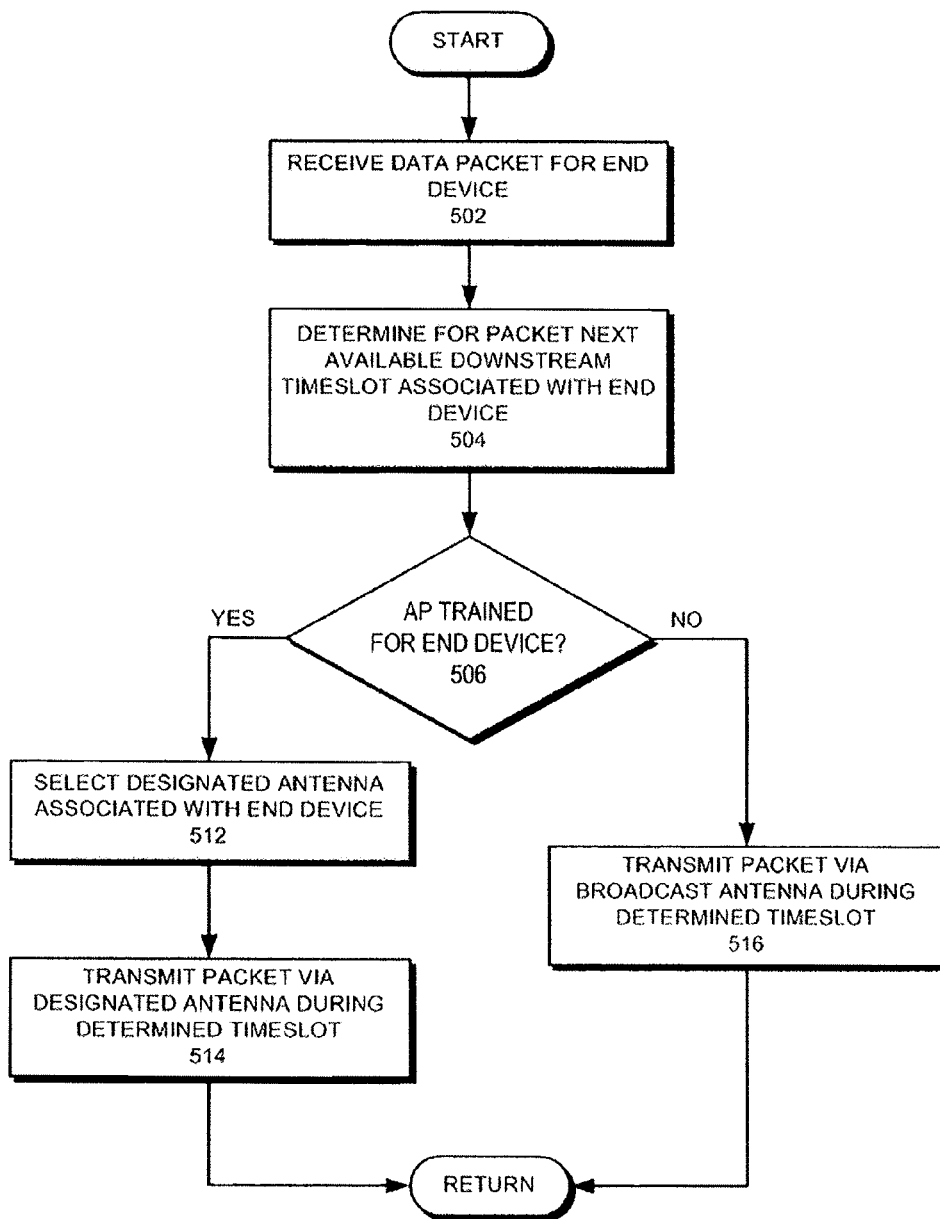 START
RECEIVE DATA PACKET FOR END
DEVICE
502
DETERMINE FOR PACKET NEXT
AVAILABLE DOWNSTREAM
TIMESLOT ASSOCIATED WITH END
DEVICE
504
AP TRAINED
FOR END DEVICE?
506
YES
NO
SELECT DESIGNATED ANTENNA
ASSOCIATED WITH END DEVICE
512
TRANSMIT PACKET VIA
DESIGNATED ANTENNA DURING
DETERMINED TIMESLOT
514
TRANSMIT PACKET VIA
BROADCAST ANTENNA DURING
DETERMINED TIMESLOT
516
RETURN